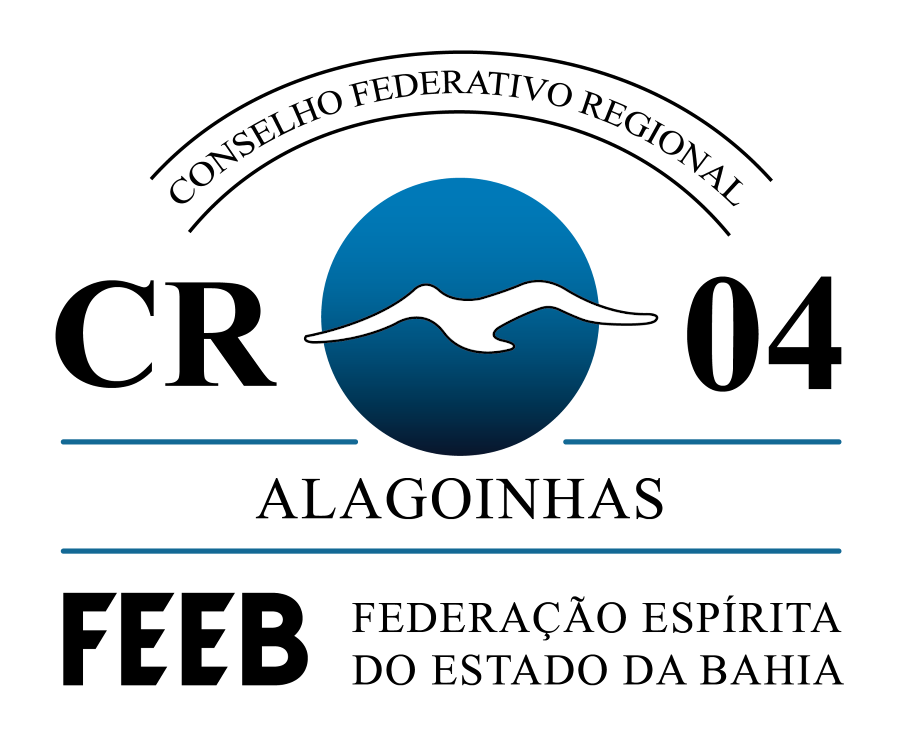 CONSELHO FEDERATIVO REGIONAL
CR 04
ALAGOINHAS
FEEB
FEDERAÇÃO ESPÍRITA
DO ESTADO DA BAHIA